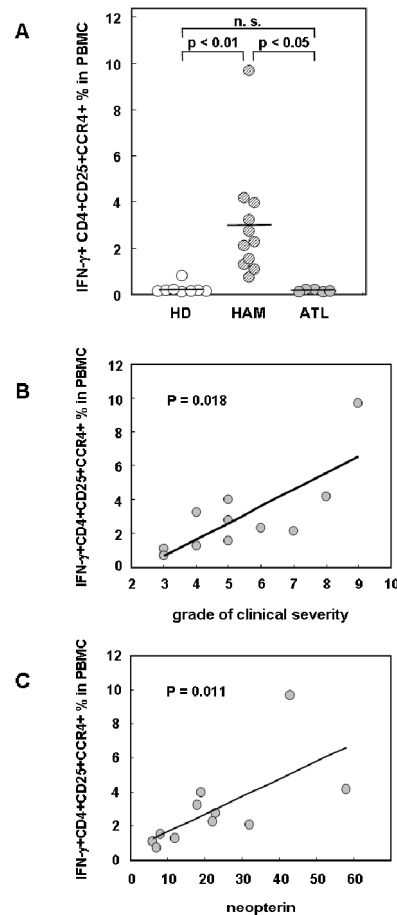 A
n. s.
p < 0.01 p < 0.05
IFN-γ+ CD4+CD25+CCR4+ % in PBMC
12
10
8
6
4
2
0
HD HAM ATL
B
P = 0.018
IFN-γ+CD4+CD25+CCR4+ % in PBMC
12
10
8
6
4
2
0
2 3 4 5 6 7 8 9 10
grade of clinical severity
C
P = 0.011
IFN-γ+CD4+CD25+CCR4+ % in PBMC
12
10
8
6
4
2
0
0 10 20 30 40 50 60
neopterin